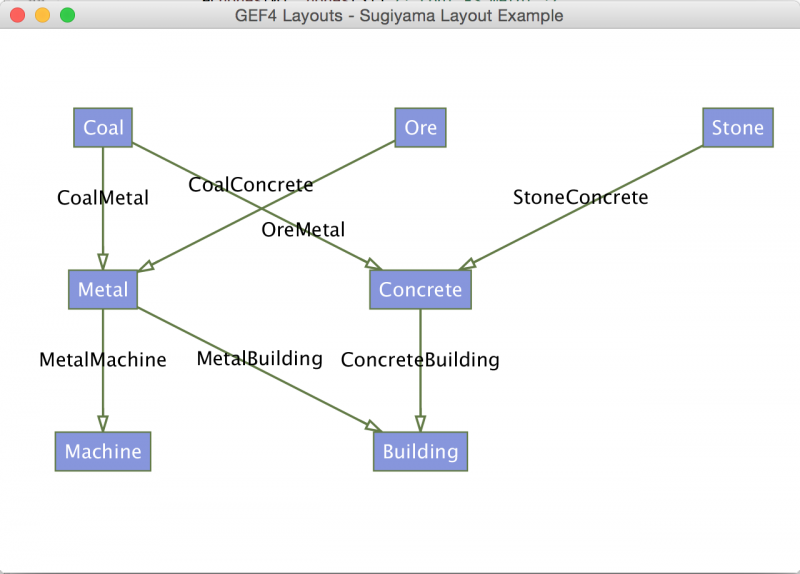 GEF4 Layouts - Sugiyama Layout Example
Coal
Ore
Stone
CoalMetal
CoalConcrete
StoneConcrete
OreMetal
Metal
Concrete
MetalMachine
MetalBuilding
ConcreteBuilding
Machine
Building